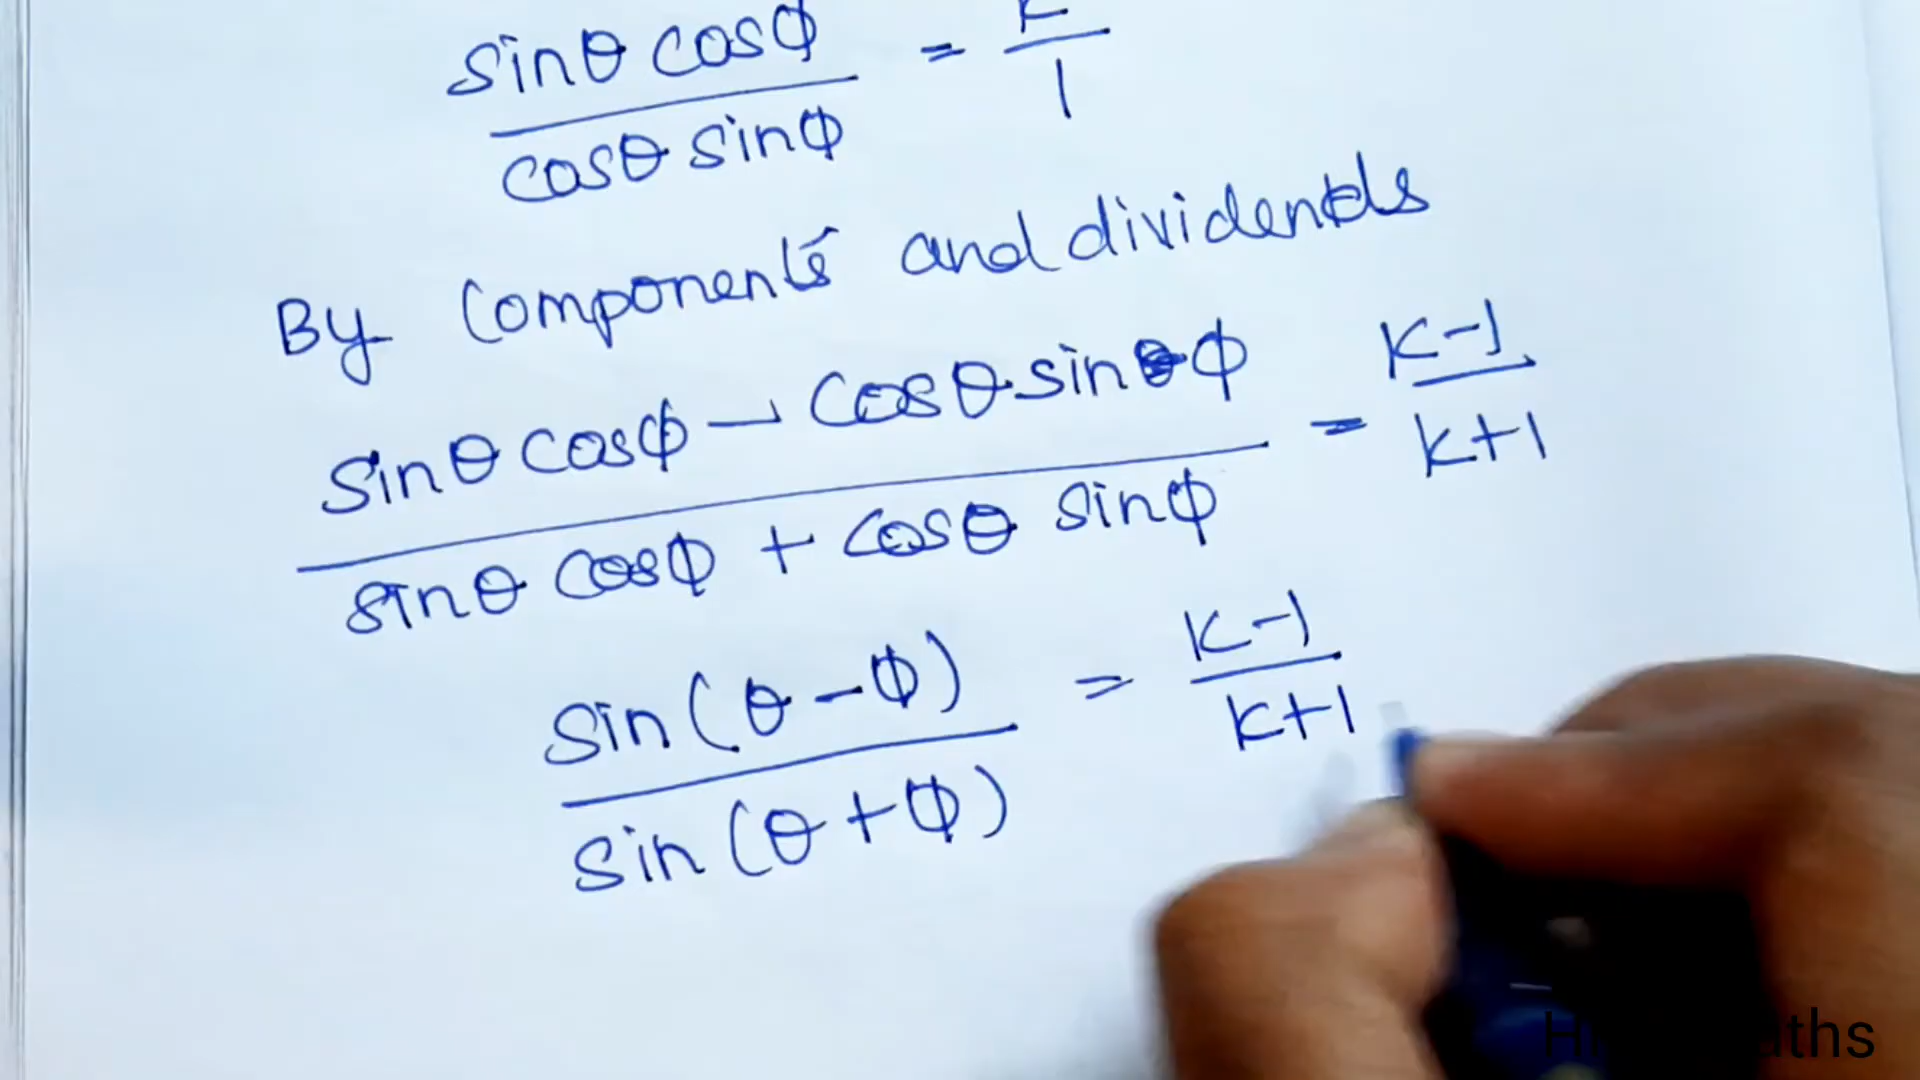 sinθ cosϕ / cosθ sinϕ = K / 1
By components and dividends
sinθ cosϕ - cosθ sinϕ / sinθ cosϕ + cosθ sinϕ = K-1 / K+1
sin(θ-ϕ) / sin(θ+ϕ) = K-1 / K+1